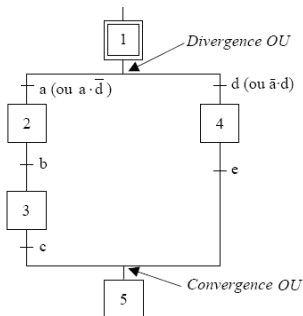 1
Divergence OU
a (ou a · d̅ )
d (ou a̅·d)
2
4
b
e
3
c
Convergence OU
5